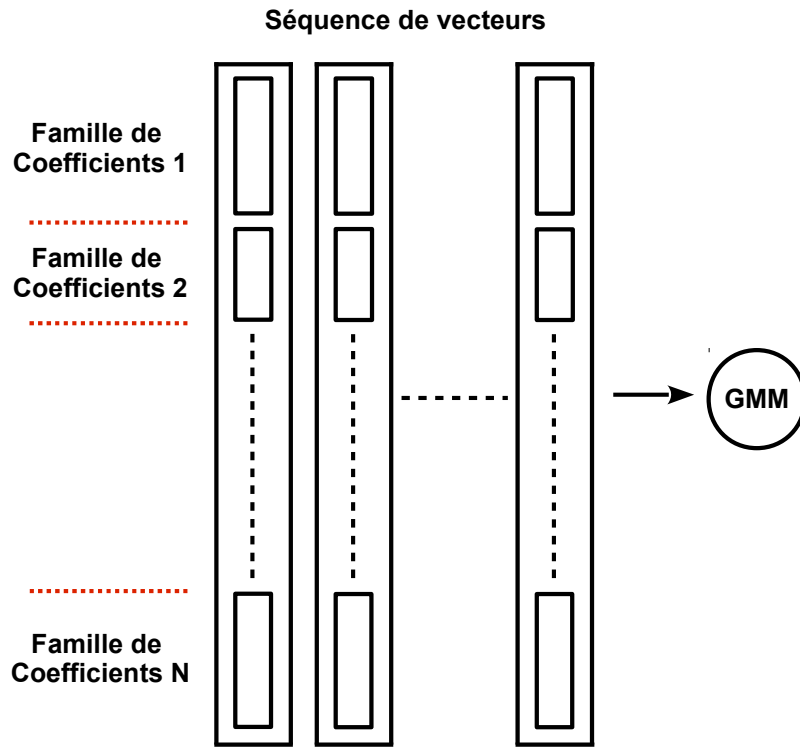 Séquence de vecteurs
Famille de
Coefficients 1
Famille de
Coefficients 2
GMM
Famille de
Coefficients N